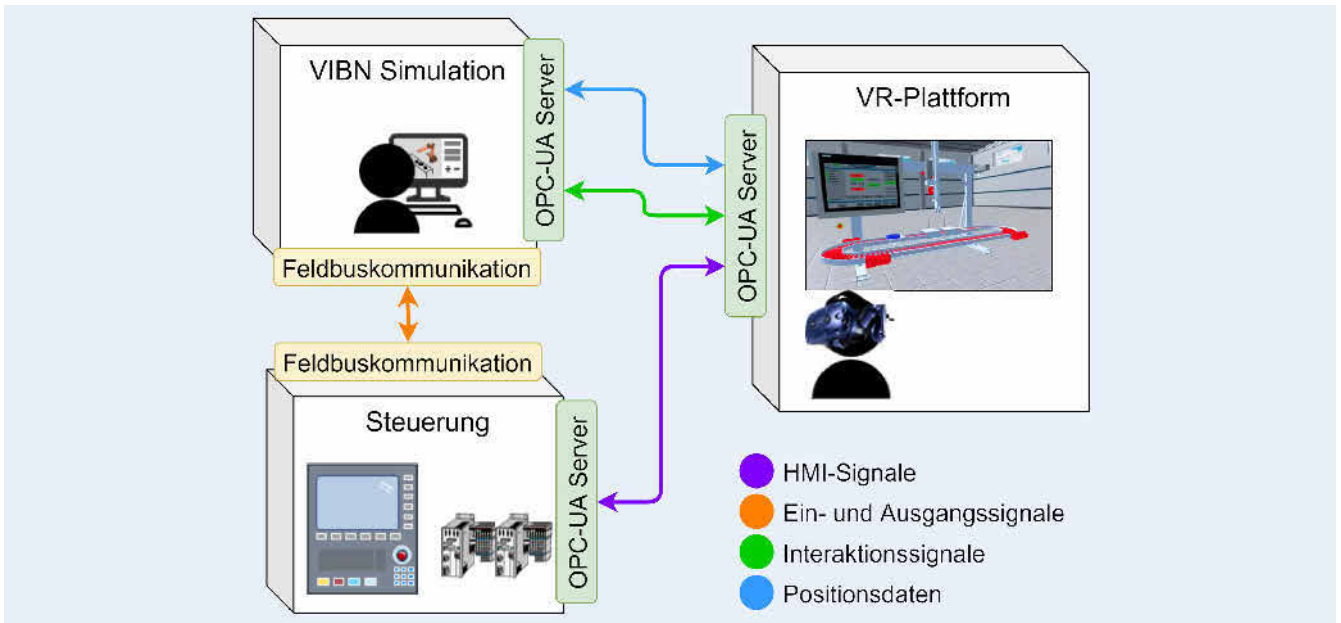 VIBN Simulation
OPC-UA Server
Feldbuskommunikation
VR-Plattform
OPC-UA Server
Feldbuskommunikation
Steuerung
OPC-UA Server
HMI-Signale
Ein- und Ausgangssignale
Interaktionssignale
Positionsdaten